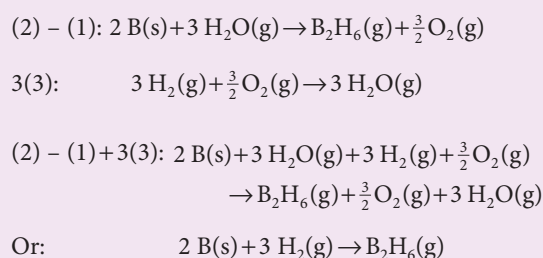 (2) – (1): 2 B(s)+3 H₂O(g)→B₂H₆(g)+3/2 O₂(g)
3(3): 3 H₂(g)+3/2 O₂(g)→3 H₂O(g)
(2) – (1)+3(3): 2 B(s)+3 H₂O(g)+3 H₂(g)+3/2 O₂(g)
→B₂H₆(g)+3/2 O₂(g)+3 H₂O(g)
Or: 2 B(s)+3 H₂(g)→B₂H₆(g)